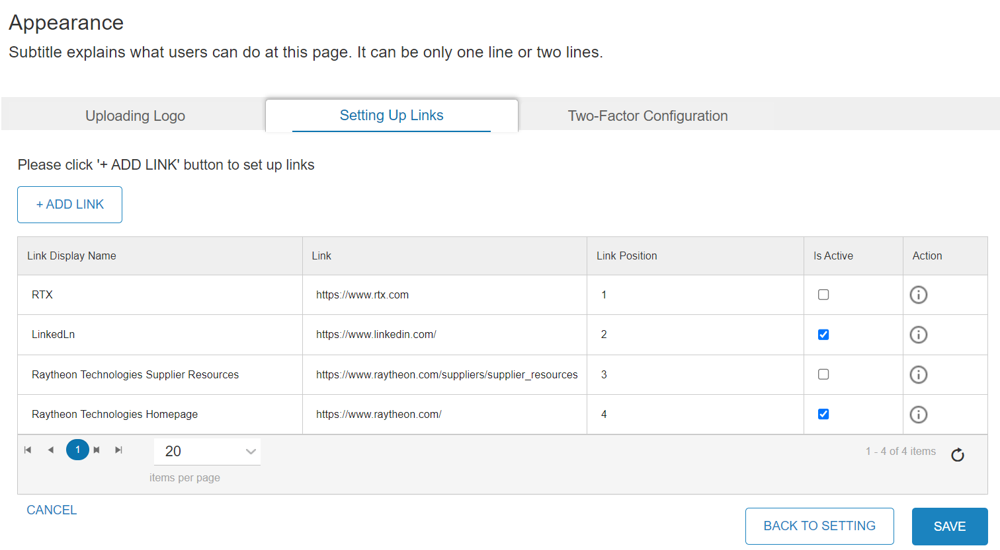 Appearance
Subtitle explains what users can do at this page. It can be only one line or two lines.
Uploading Logo Setting Up Links Two-Factor Configuration
Please click '+ ADD LINK' button to set up links
+ ADD LINK
Link Display Name Link Link Position Is Active Action
RTX https://www.rtx.com 1
LinkedLn https://www.linkedin.com/ 2
Raytheon Technologies Supplier Resources https://www.raytheon.com/suppliers/supplier_resources 3
Raytheon Technologies Homepage https://www.raytheon.com/ 4
1 20 1 - 4 of 4 items
items per page
CANCEL
BACK TO SETTING SAVE